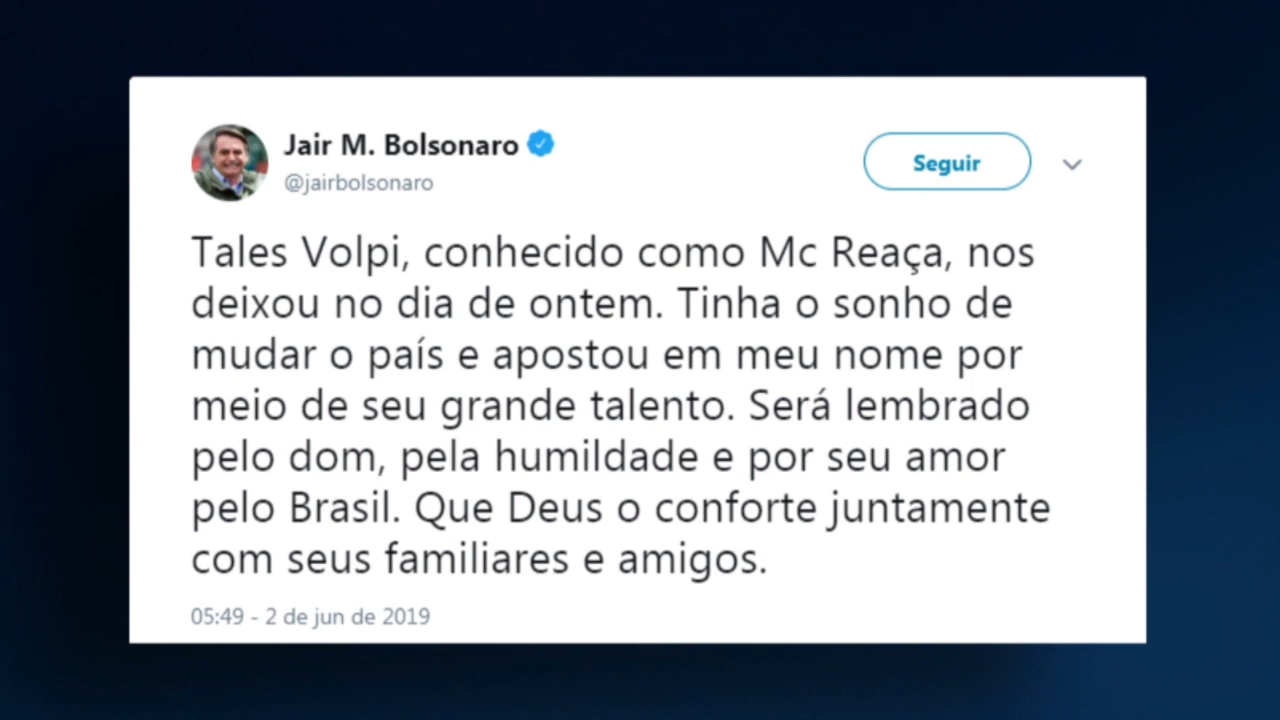 Jair M. Bolsonaro
@jairbolsonaro
Seguir
Tales Volpi, conhecido como Mc Reaça, nos
deixou no dia de ontem. Tinha o sonho de
mudar o país e apostou em meu nome por
meio de seu grande talento. Será lembrado
pelo dom, pela humildade e por seu amor
pelo Brasil. Que Deus o conforte juntamente
com seus familiares e amigos.
05:49 - 2 de jun de 2019